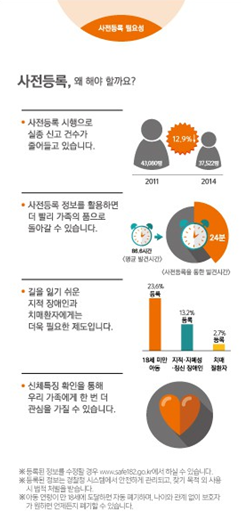 사전등록 필요성
사전등록, 왜 해야 할까요?
사전등록 시행으로
실종 신고 건수가
줄어들고 있습니다.
12.9%
43,080명
37,522명
2011
2014
사전등록 정보를 활용하면
더 빨리 가족의 품으로
돌아갈 수 있습니다.
24분
(평균 발견시간)
(사전등록을 통한 발견시간)
길을 잃기 쉬운
지적 장애인과
치매환자에게는
더욱 필요한 제도입니다.
23.6%
등록
13.2%
등록
2.7%
등록
18세 미만
아동
지적·자폐성
·정신 장애인
치매
질환자
신체특징 확인을 통해
우리 가족에게 한 번 더
관심을 가질 수 있습니다.
※ 등록된 정보를 수정할 경우 www.safe182.go.kr에서 하실 수 있습니다.
※ 등록된 정보는 경찰청 시스템에서 안전하게 관리되고, 찾기 목적 외 사용
시 법적 처벌을 받습니다.
※ 아동 연령이 만 18세에 도달하면 자동 폐기하며, 나이와 관계 없이 보호자
가 원하면 언제든지 폐기할 수 있습니다.